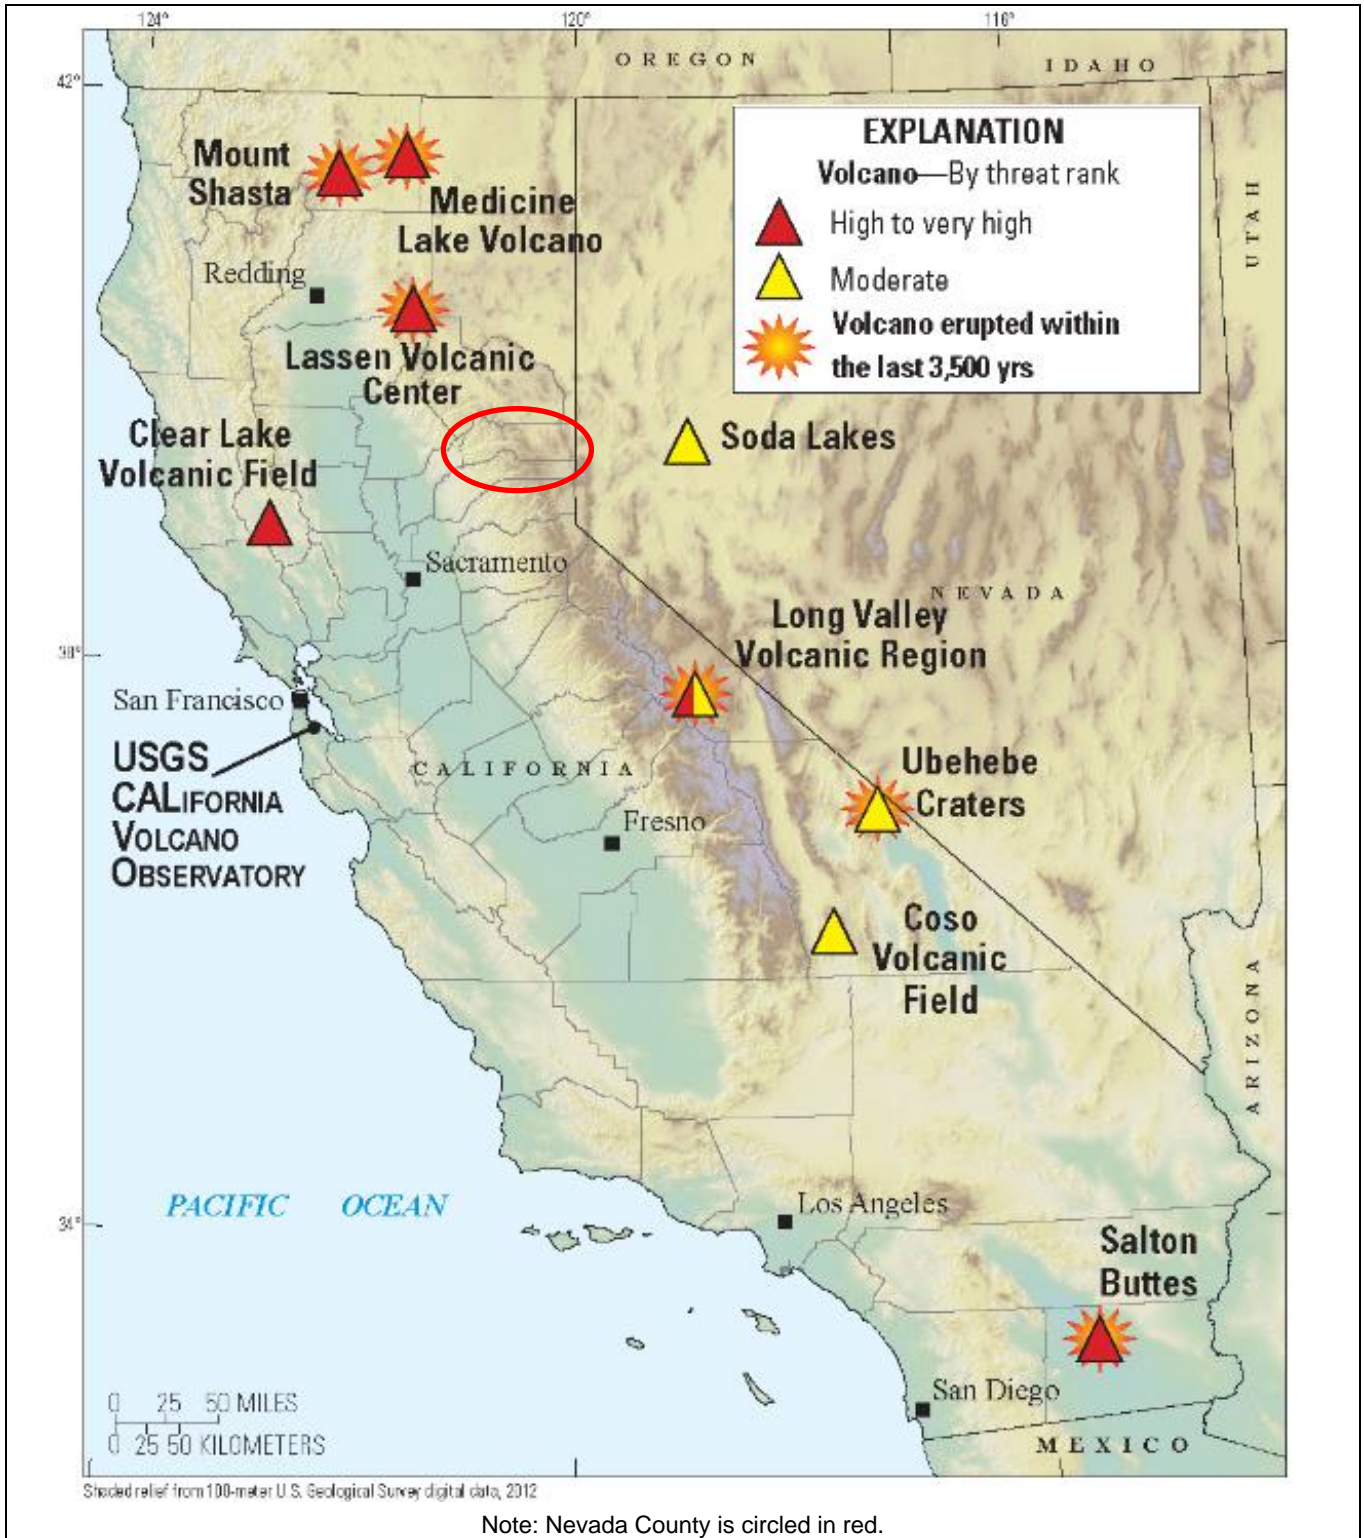 124°
120°
116°
42°
OREGON
IDAHO
EXPLANATION
Volcano—By threat rank
High to very high
Moderate
Volcano erupted within
the last 3,500 yrs
UTAH
Mount
Shasta
Medicine
Lake Volcano
Redding
Lassen Volcanic
Center
Clear Lake
Volcanic Field
Soda Lakes
Sacramento
NEVADA
Long Valley
Volcanic Region
38°
San Francisco
USGS
CALIFORNIA
VOLCANO
OBSERVATORY
CALIFORNIA
Ubehebe
Craters
Fresno
Coso
Volcanic
Field
ARIZONA
PACIFIC OCEAN
34°
Los Angeles
Salton
Buttes
San Diego
MEXICO
0 25 50 MILES
0 25 50 KILOMETERS
Shaded relief from 100-meter U.S. Geological Survey digital data, 2012
Note: Nevada County is circled in red.